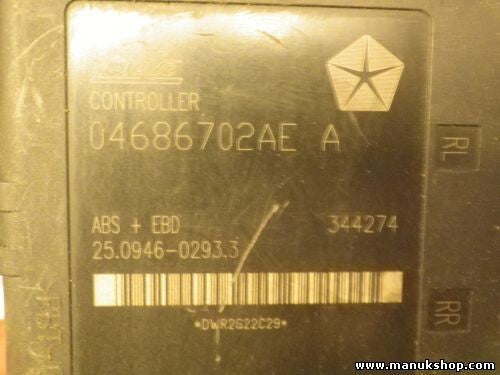 CONTROLLER
04686702AE A
RL
ABS + EBD 344274
25.0946-0293.3
RR
*DWR2G22C29*
www.manukshop.com